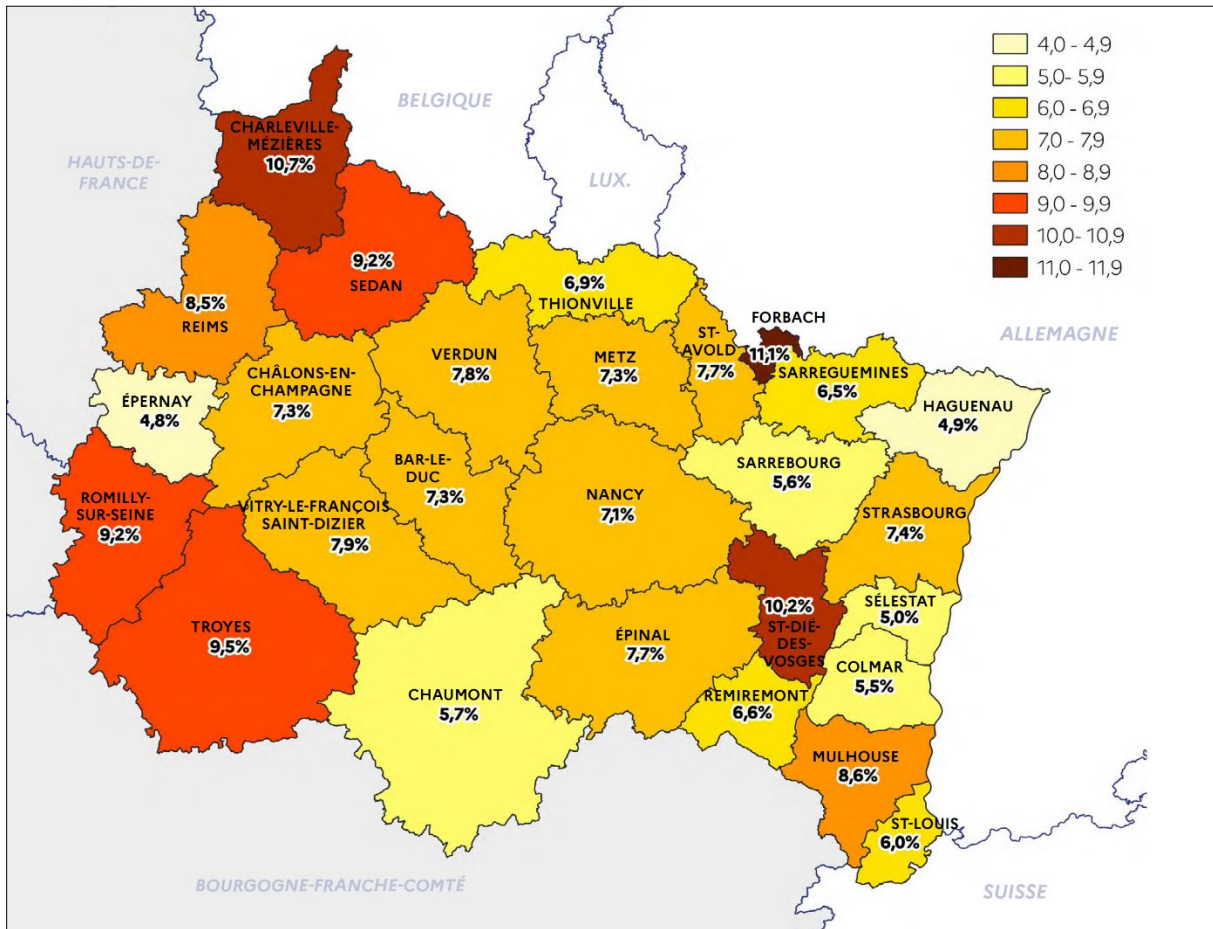 4,0 - 4,9
5,0- 5,9
6,0 - 6,9
7,0 - 7,9
8,0 - 8,9
9,0 - 9,9
10,0- 10,9
11,0 - 11,9
BELGIQUE
HAUTS-DE-
FRANCE
LUX.
ALLEMAGNE
CHARLEVILLE-
MÉZIÈRES
10,7%
9,2%
SEDAN
8,5%
REIMS
6,9%
THIONVILLE
FORBACH
11,1%
ST-
AVOLD
7,7%
VERDUN
7,8%
METZ
7,3%
SARREGUEMINES
6,5%
CHÂLONS-EN-
CHAMPAGNE
7,3%
ÉPERNAY
4,8%
HAGUENAU
4,9%
SARREBOURG
5,6%
BAR-LE-
DUC
7,3%
NANCY
7,1%
ROMILLY-
SUR-SEINE
9,2%
VITRY-LE-FRANÇOIS
SAINT-DIZIER
7,9%
STRASBOURG
7,4%
SÉLESTAT
5,0%
10,2%
ST-DIÉ-
DES-
VOSGES
TROYES
9,5%
ÉPINAL
7,7%
COLMAR
5,5%
CHAUMONT
5,7%
REMIREMONT
6,6%
MULHOUSE
8,6%
ST-LOUIS
6,0%
BOURGOGNE-FRANCHE-COMTÉ
SUISSE